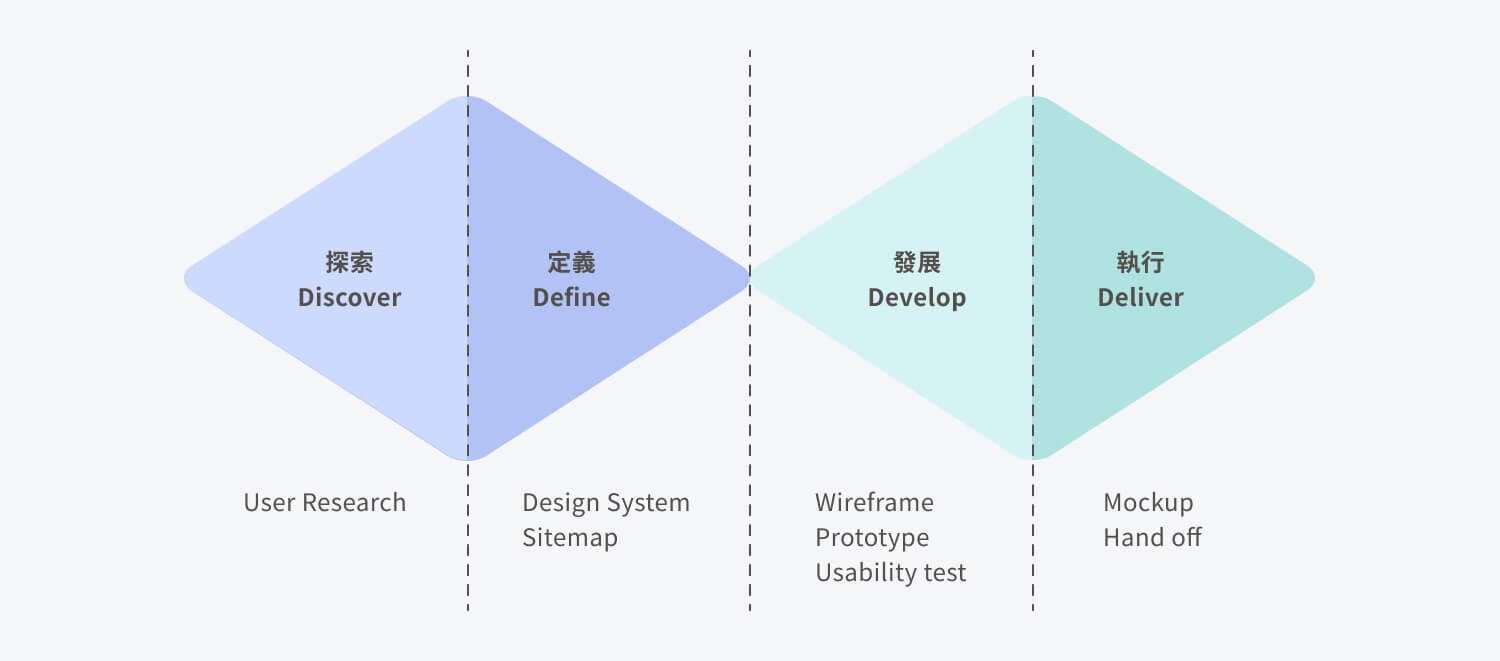 探索
Discover
定義
Define
發展
Develop
執行
Deliver
User Research
Design System
Sitemap
Wireframe
Prototype
Usability test
Mockup
Hand off